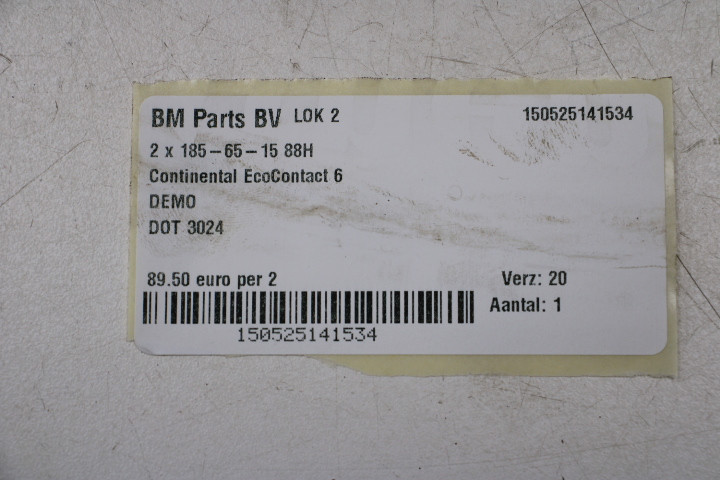 BM Parts BV LOK 2 150525141534
2 x 185-65-15 88H
Continental EcoContact 6
DEMO
DOT 3024
89.50 euro per 2 Verz: 20
Aantal: 1
150525141534